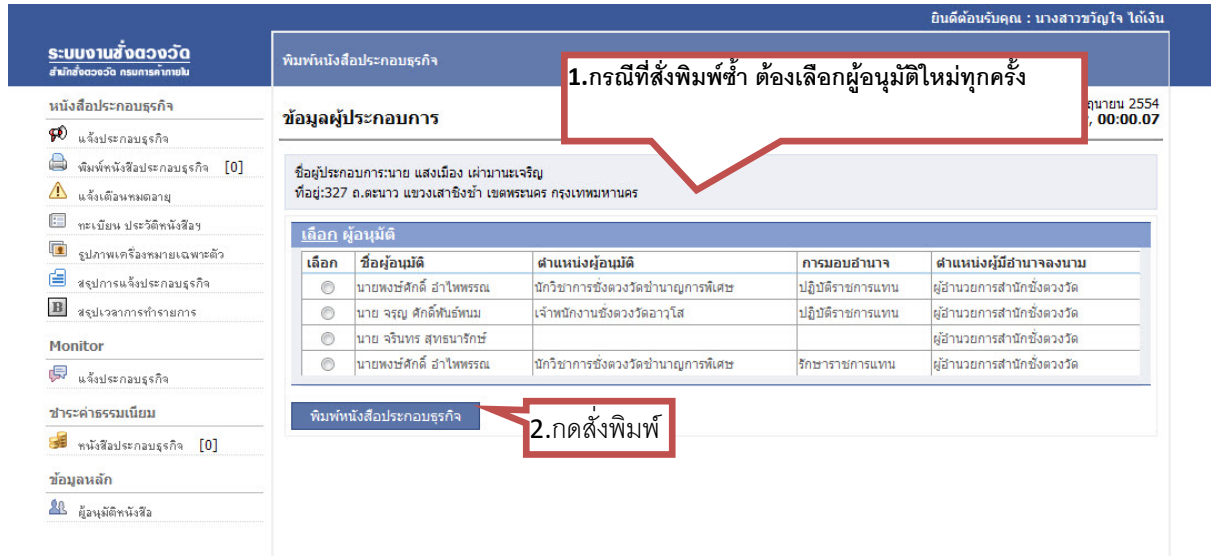 ยินดีต้อนรับคุณ : นางสาวขวัญใจ ไถ้เงิน
ระบบงานชั่งตวงวัด
สำนักชั่งตวงวัด กรมการค้าภายใน
พิมพ์หนังสือประกอบธุรกิจ
1.กรณีที่สั่งพิมพ์ซ้ำ ต้องเลือกผู้อนุมัติใหม่ทุกครั้ง
หนังสือประกอบธุรกิจ
แจ้งประกอบธุรกิจ
พิมพ์หนังสือประกอบธุรกิจ [0]
แจ้งเตือนหมดอายุ
ทะเบียน ประวัติหนังสือฯ
รูปภาพเครื่องหมายเฉพาะตัว
สรุปการแจ้งประกอบธุรกิจ
สรุปเวลาการทำรายการ
Monitor
แจ้งประกอบธุรกิจ
ชำระค่าธรรมเนียม
หนังสือประกอบธุรกิจ [0]
ข้อมูลหลัก
ผู้อนุมัติหนังสือ
2554
ข้อมูลผู้ประกอบการ
00:00.07
ชื่อผู้ประกอบการ:นาย แสงเมือง เผ่ามานะเจริญ
ที่อยู่:327 ถ.ตะนาว แขวงเสาชิงช้า เขตพระนคร กรุงเทพมหานคร
เลือก ผู้อนุมัติ
เลือก ชื่อผู้อนุมัติ ตำแหน่งผู้อนุมัติ การมอบอำนาจ ตำแหน่งผู้มีอำนาจลงนาม
นายพงษ์ศักดิ์ อำไพพรรณ นักวิชาการชั่งตวงวัดชำนาญการพิเศษ ปฏิบัติราชการแทน ผู้อำนวยการสำนักชั่งตวงวัด
นาย จรุญ ศักดิ์พันธ์พนม เจ้าพนักงานชั่งตวงวัดอาวุโส ปฏิบัติราชการแทน ผู้อำนวยการสำนักชั่งตวงวัด
นาย จรินทร สุทธนารักษ์ ผู้อำนวยการสำนักชั่งตวงวัด
นายพงษ์ศักดิ์ อำไพพรรณ นักวิชาการชั่งตวงวัดชำนาญการพิเศษ รักษาราชการแทน ผู้อำนวยการสำนักชั่งตวงวัด
พิมพ์หนังสือประกอบธุรกิจ
2.กดสั่งพิมพ์